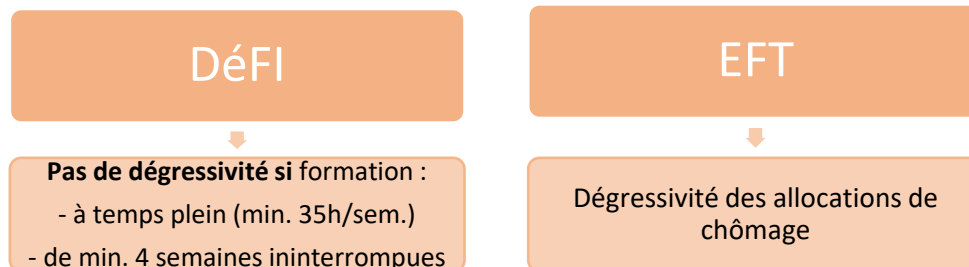 DéFI
Pas de dégressivité si formation :
- à temps plein (min. 35h/sem.)
- de min. 4 semaines ininterrompues
EFT
Dégressivité des allocations de
chômage